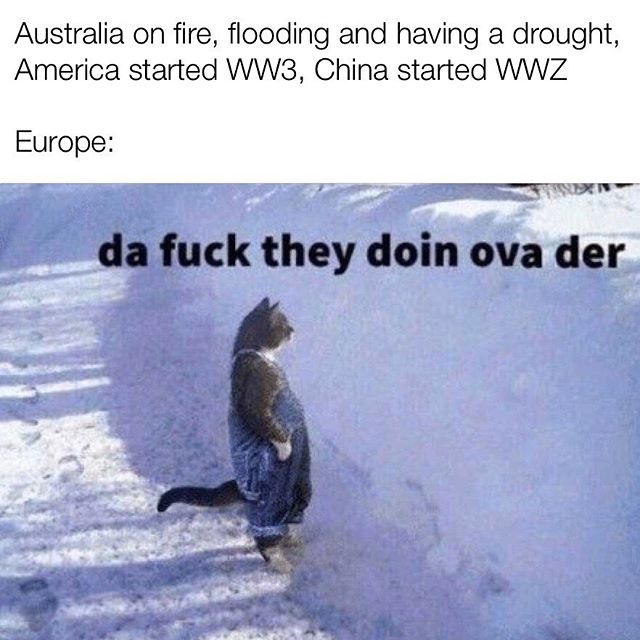 Australia on fire, flooding and having a drought,
America started WW3, China started WWZ
Europe:
da fuck they doin ova der